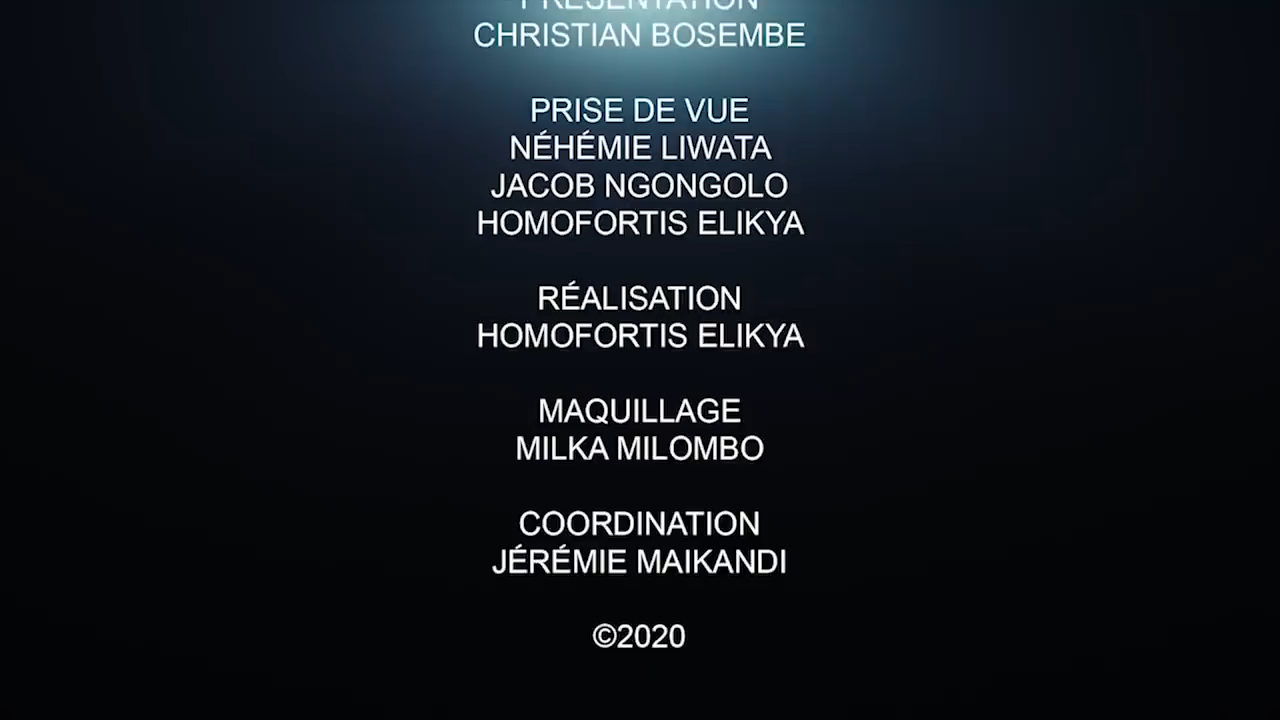 PRÉSENTATION
CHRISTIAN BOSEMBE
PRISE DE VUE
NÉHÉMIE LIWATA
JACOB NGONGOLO
HOMOFORTIS ELIKYA
RÉALISATION
HOMOFORTIS ELIKYA
MAQUILLAGE
MILKA MILOMBO
COORDINATION
JÉRÉMIE MAIKANDI
©2020